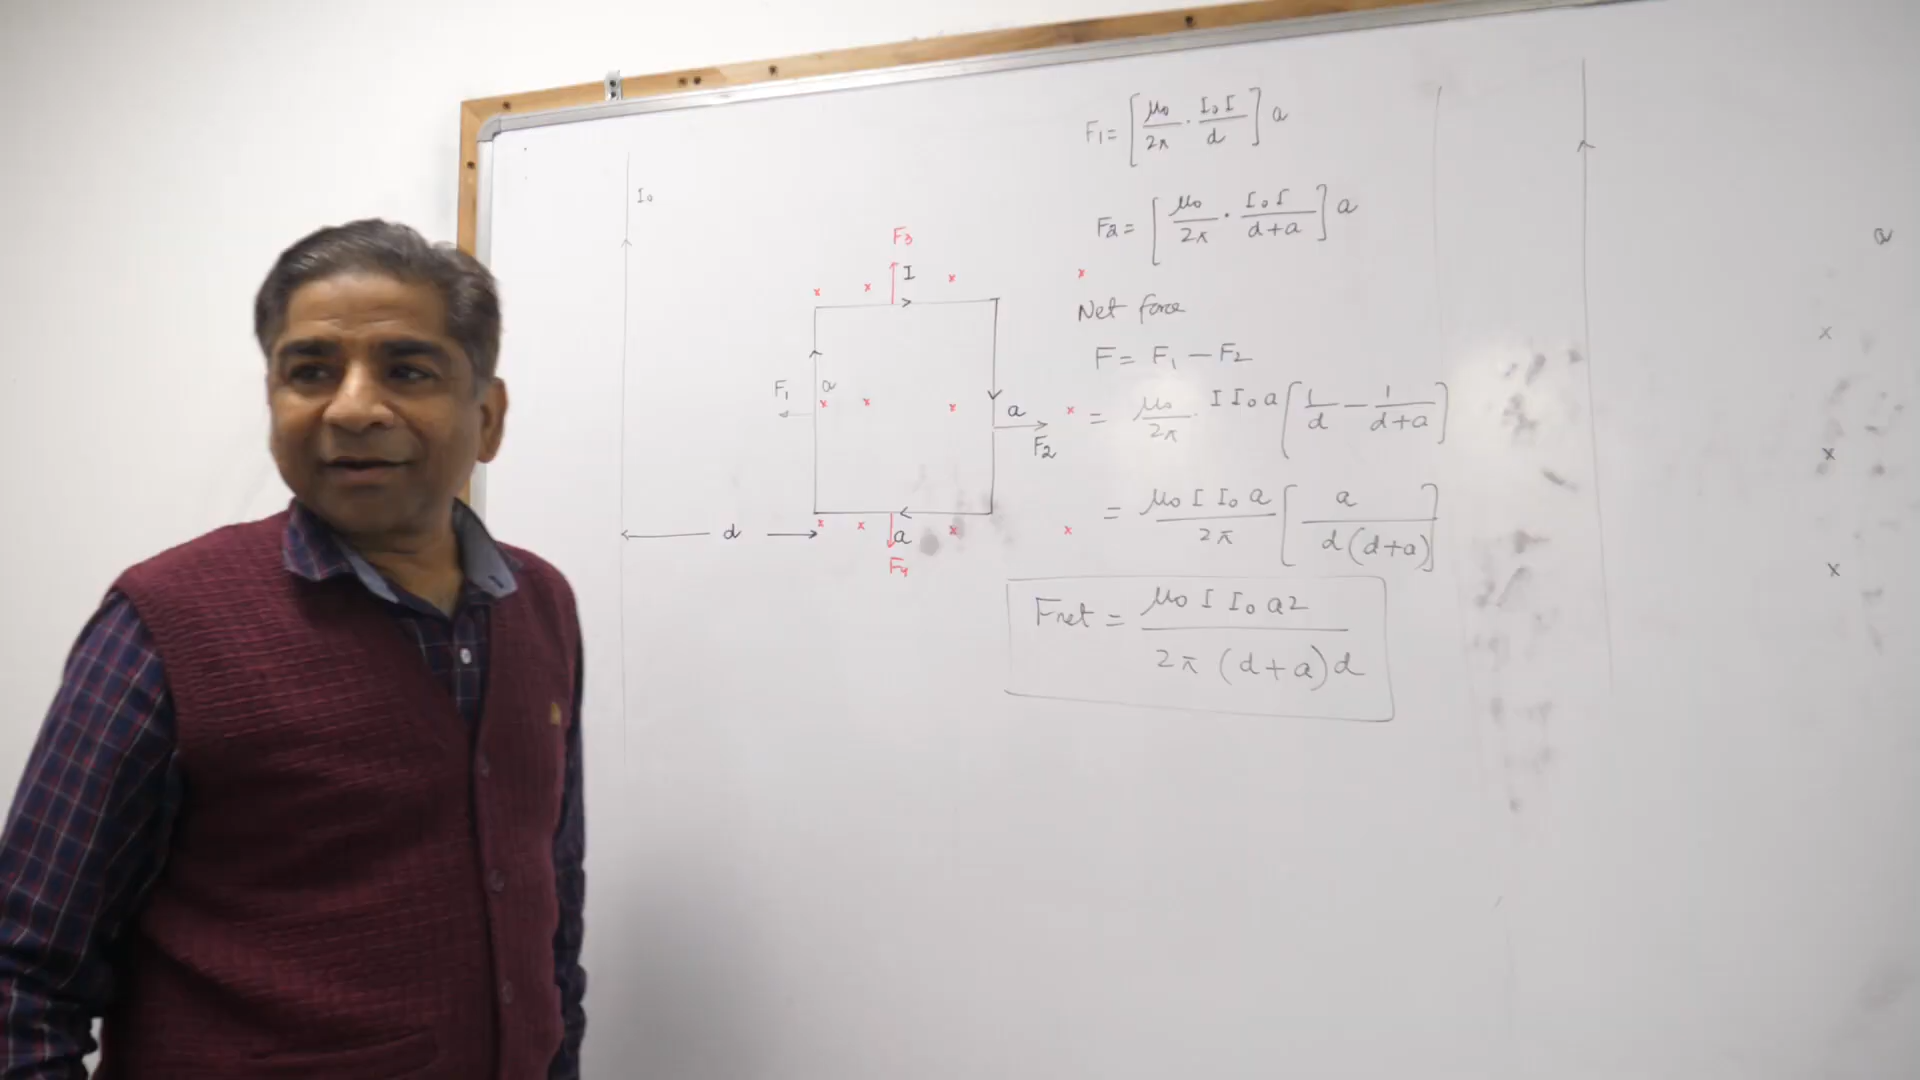 I₀
F₃
I
F₁
a
a
F₂
d
a
F₄
F₁ = [μ₀/2π · I₀I/d] a
F₂ = [μ₀/2π · I₀I/d+a] a
Net force
F = F₁ − F₂
= μ₀/2π · I I₀ a [1/d − 1/d+a]
= μ₀ I I₀ a/2π [a/d(d+a)]
Fnet = μ₀ I I₀ a2/2π (d+a)d
a